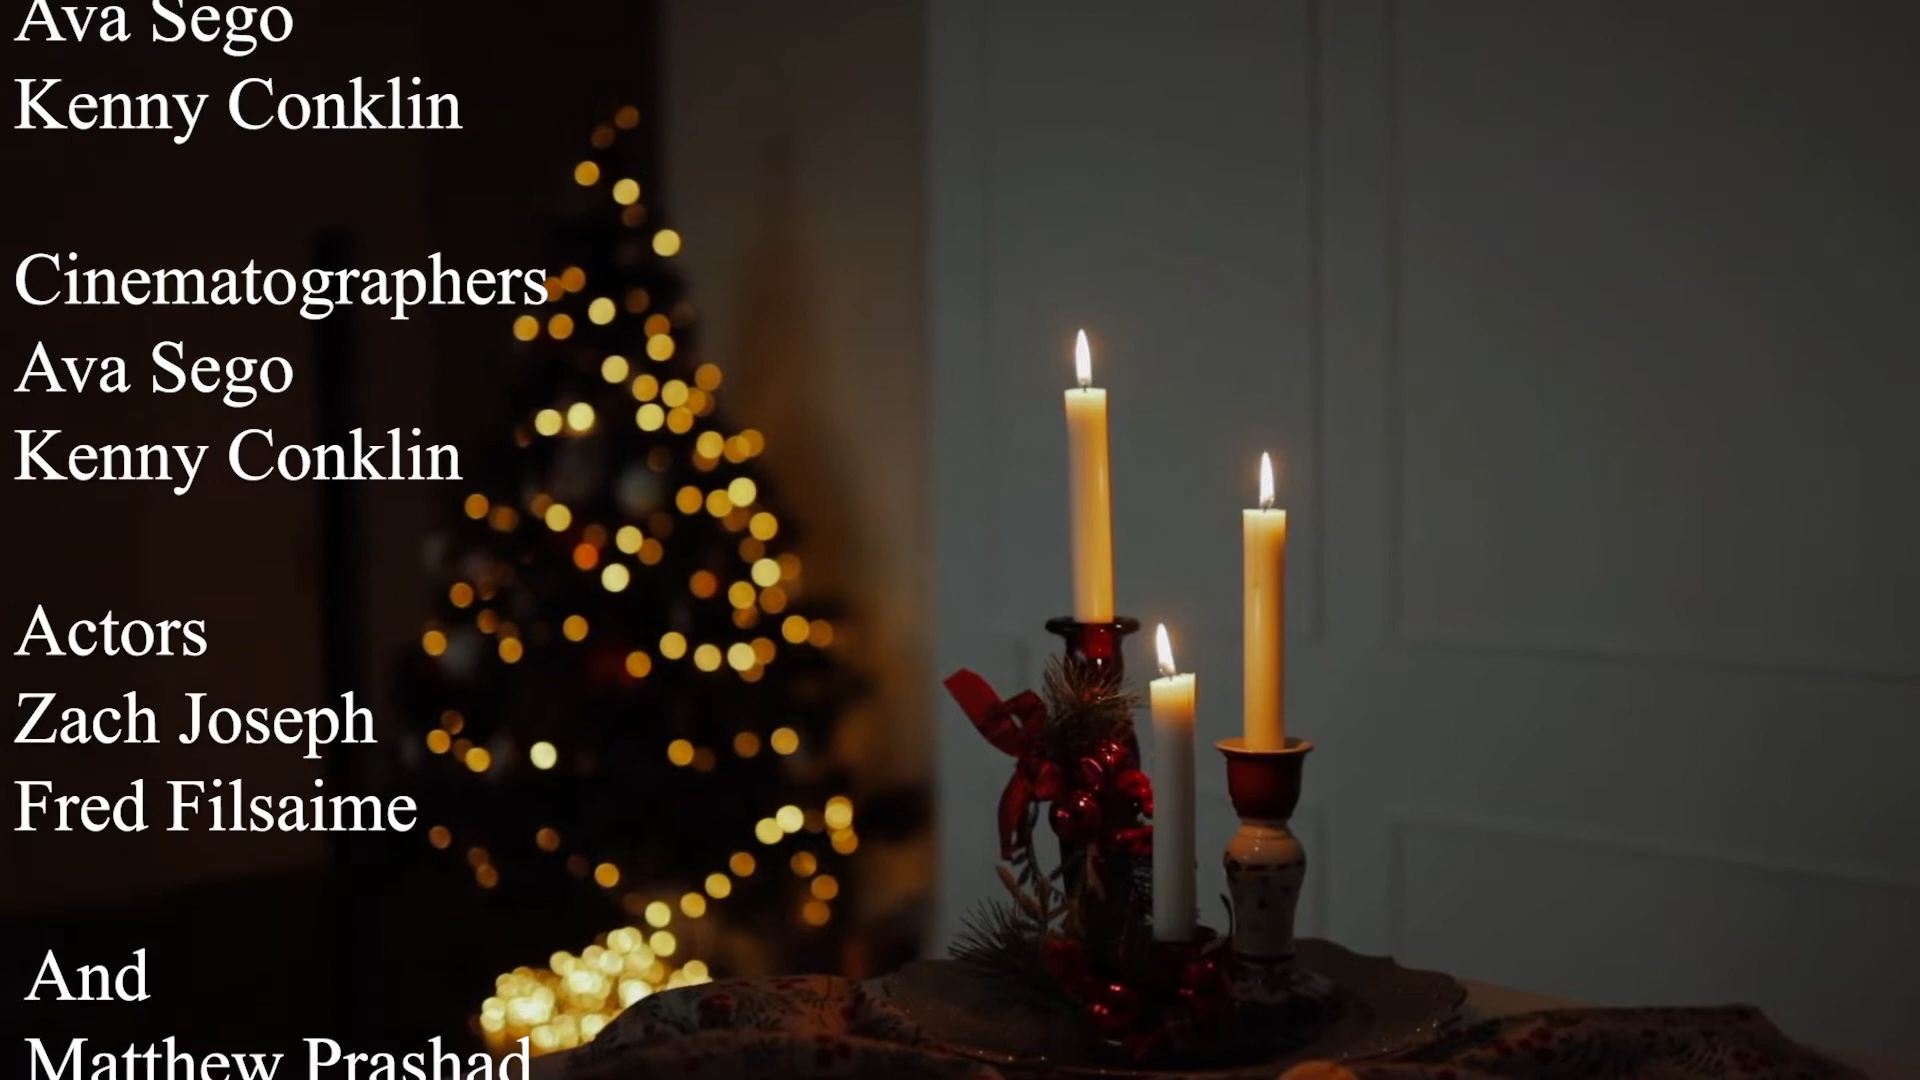 Ava Sego
Kenny Conklin
Cinematographers
Ava Sego
Kenny Conklin
Actors
Zach Joseph
Fred Filsaime
And
Matthew Prashad